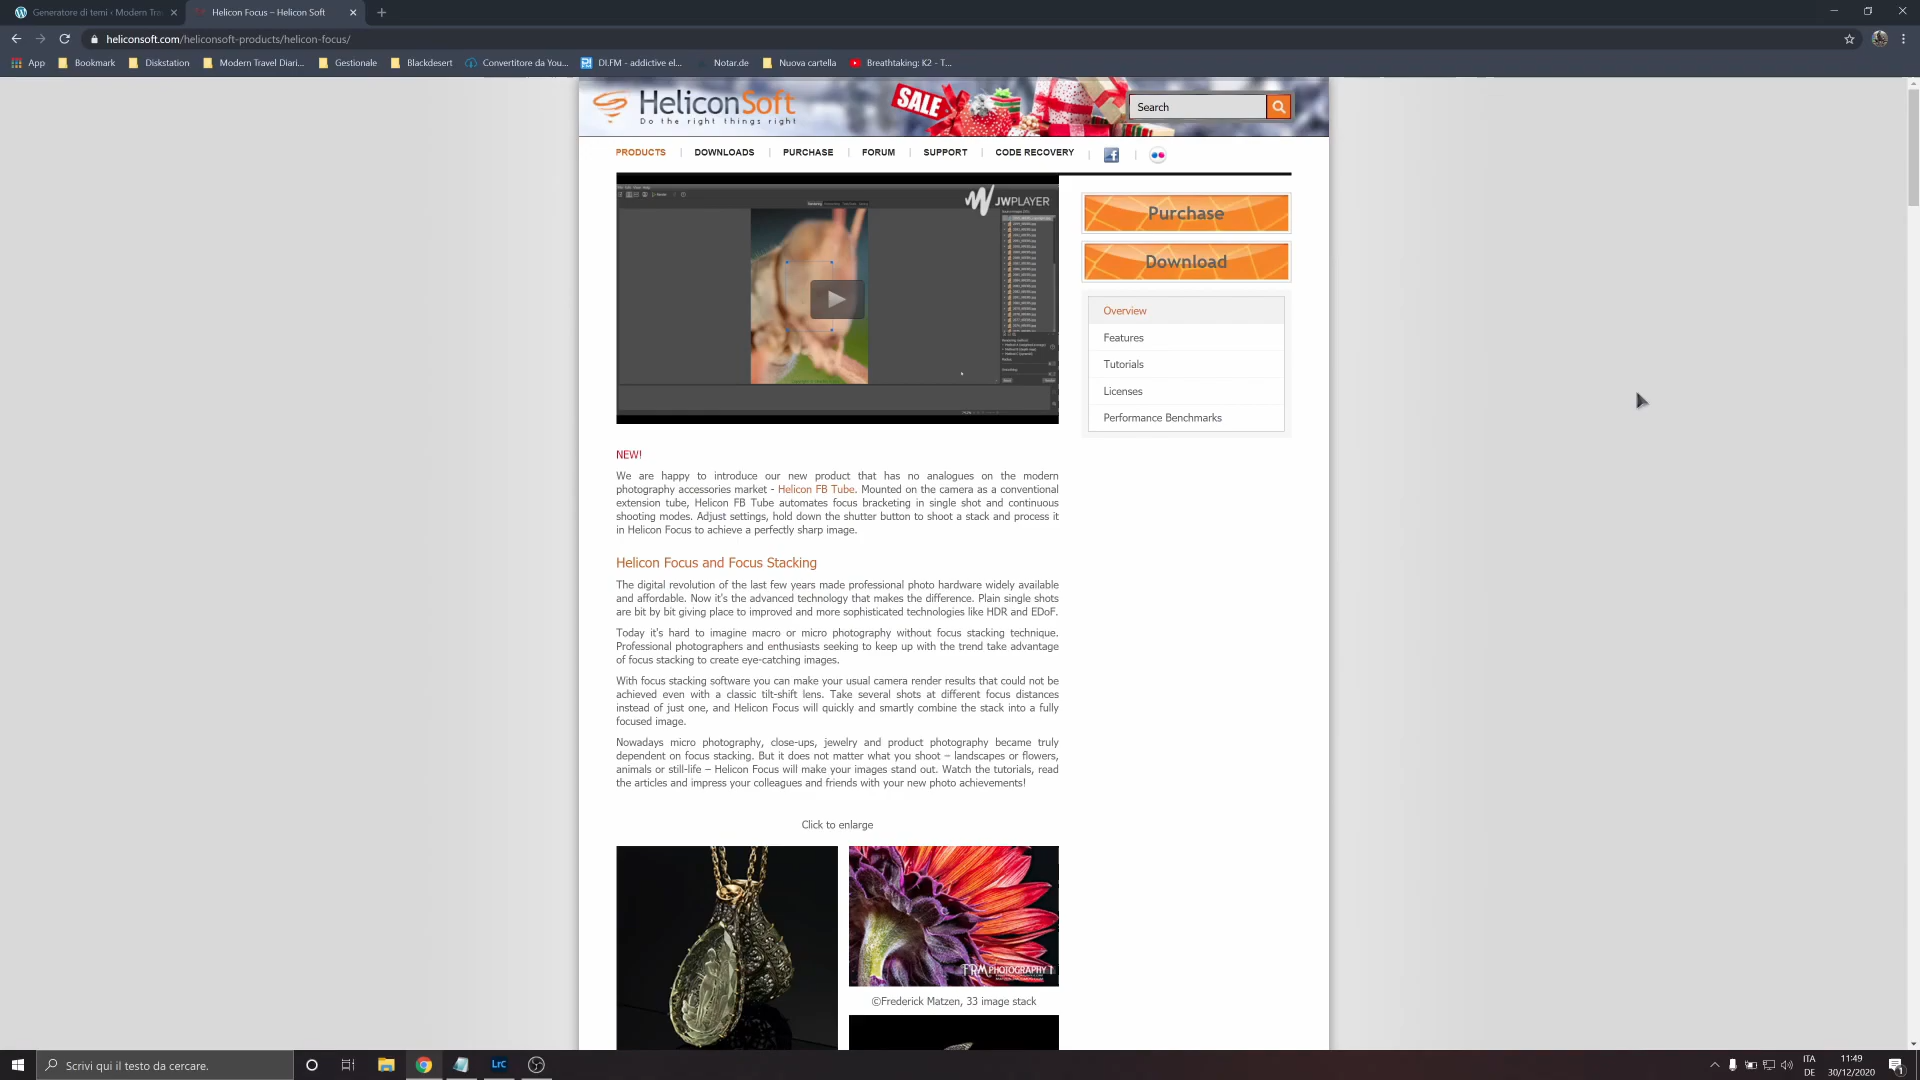 Generatore di temi ‹ Modern Tra
Helicon Focus – Helicon Soft
heliconsoft.com/heliconsoft-products/helicon-focus/
App
Bookmark
Diskstation
Modern Travel Diari...
Gestionale
Blackdesert
Convertitore da You...
DI.FM - addictive el...
Notar.de
Nuova cartella
Breathtaking: K2 - T...
HeliconSoft
Do the right things right
SALE
Search
PRODUCTS
DOWNLOADS
PURCHASE
FORUM
SUPPORT
CODE RECOVERY
JWPLAYER
Purchase
Download
Overview
Features
Tutorials
Licenses
Performance Benchmarks
NEW!
We are happy to introduce our new product that has no analogues on the modern
photography accessories market - Helicon FB Tube. Mounted on the camera as a conventional
extension tube, Helicon FB Tube automates focus bracketing in single shot and continuous
shooting modes. Adjust settings, hold down the shutter button to shoot a stack and process it
in Helicon Focus to achieve a perfectly sharp image.
Helicon Focus and Focus Stacking
The digital revolution of the last few years made professional photo hardware widely available
and affordable. Now it's the advanced technology that makes the difference. Plain single shots
are bit by bit giving place to improved and more sophisticated technologies like HDR and EDoF.
Today it's hard to imagine macro or micro photography without focus stacking technique.
Professional photographers and enthusiasts seeking to keep up with the trend take advantage
of focus stacking to create eye-catching images.
With focus stacking software you can make your usual camera render results that could not be
achieved even with a classic tilt-shift lens. Take several shots at different focus distances
instead of just one, and Helicon Focus will quickly and smartly combine the stack into a fully
focused image.
Nowadays micro photography, close-ups, jewelry and product photography became truly
dependent on focus stacking. But it does not matter what you shoot – landscapes or flowers,
animals or still-life – Helicon Focus will make your images stand out. Watch the tutorials, read
the articles and impress your colleagues and friends with your new photo achievements!
Click to enlarge
FRM PHOTOGRAPHY
©Frederick Matzen, 33 image stack
Scrivi qui il testo da cercare.
LrC
ITA
DE
11:49
30/12/2020
1